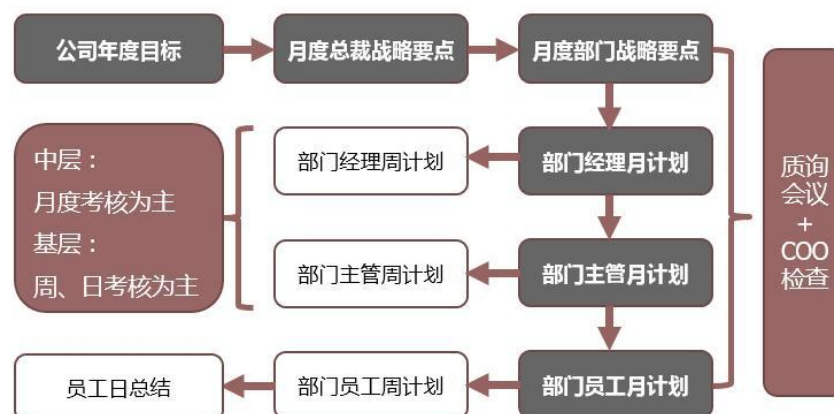 公司年度目标
月度总裁战略要点
月度部门战略要点
中层：
月度考核为主
基层：
周、日考核为主
部门经理周计划
部门经理月计划
部门主管周计划
部门主管月计划
员工日总结
部门员工周计划
部门员工月计划
质询
会议
+
COO
检查